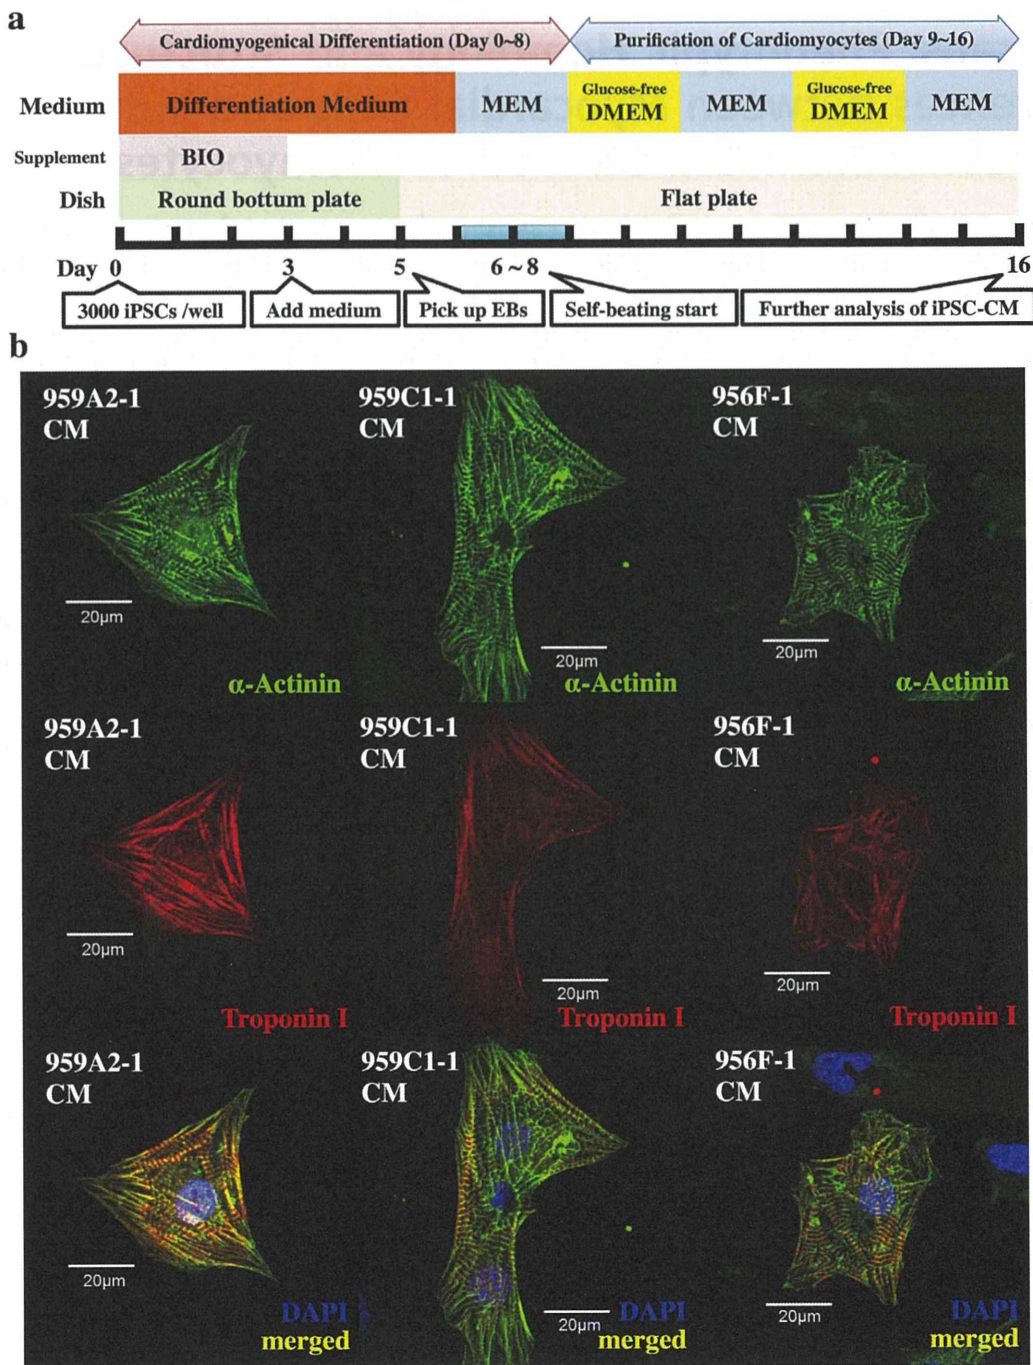 a
Cardiomyogenical Differentiation (Day 0~8)
Purification of Cardiomyocytes (Day 9~16)
Medium
Differentiation Medium
MEM
Glucose-free
DMEM
MEM
Glucose-free
DMEM
MEM
Supplement
BIO
Dish
Round bottum plate
Flat plate
Day 0 3 5 6 ~ 8 16
3000 iPSCs /well
Add medium
Pick up EBs
Self-beating start
Further analysis of iPSC-CM
b
959A2-1
CM
20μm
α-Actinin
959C1-1
CM
20μm
α-Actinin
956F-1
CM
20μm
α-Actinin
959A2-1
CM
20μm
Troponin I
959C1-1
CM
20μm
Troponin I
956F-1
CM
20μm
Troponin I
959A2-1
CM
20μm
DAPI
merged
959C1-1
CM
20μm
DAPI
merged
956F-1
CM
20μm
DAPI
merged